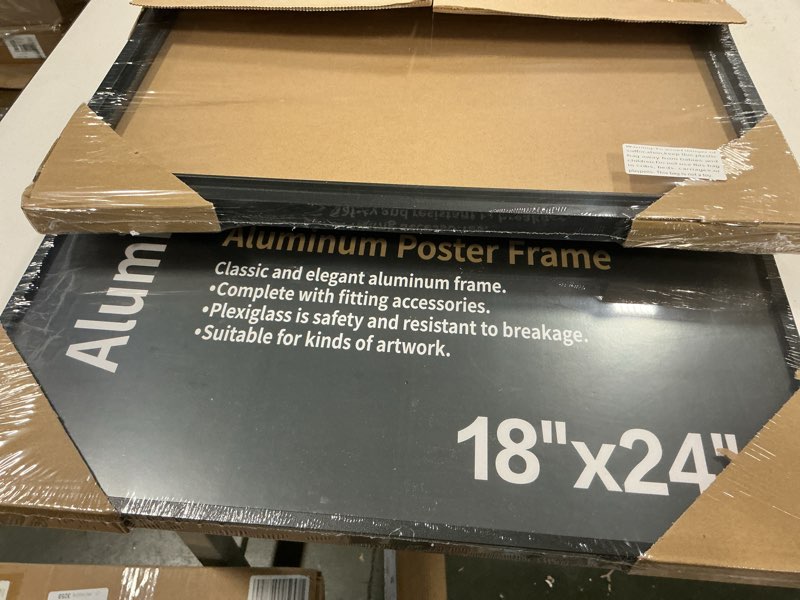 Aluminum Poster Frame
Classic and elegant aluminum frame.
•Complete with fitting accessories.
•Plexiglass is safety and resistant to breakage.
•Suitable for kinds of artwork.
18"x24"
Alum